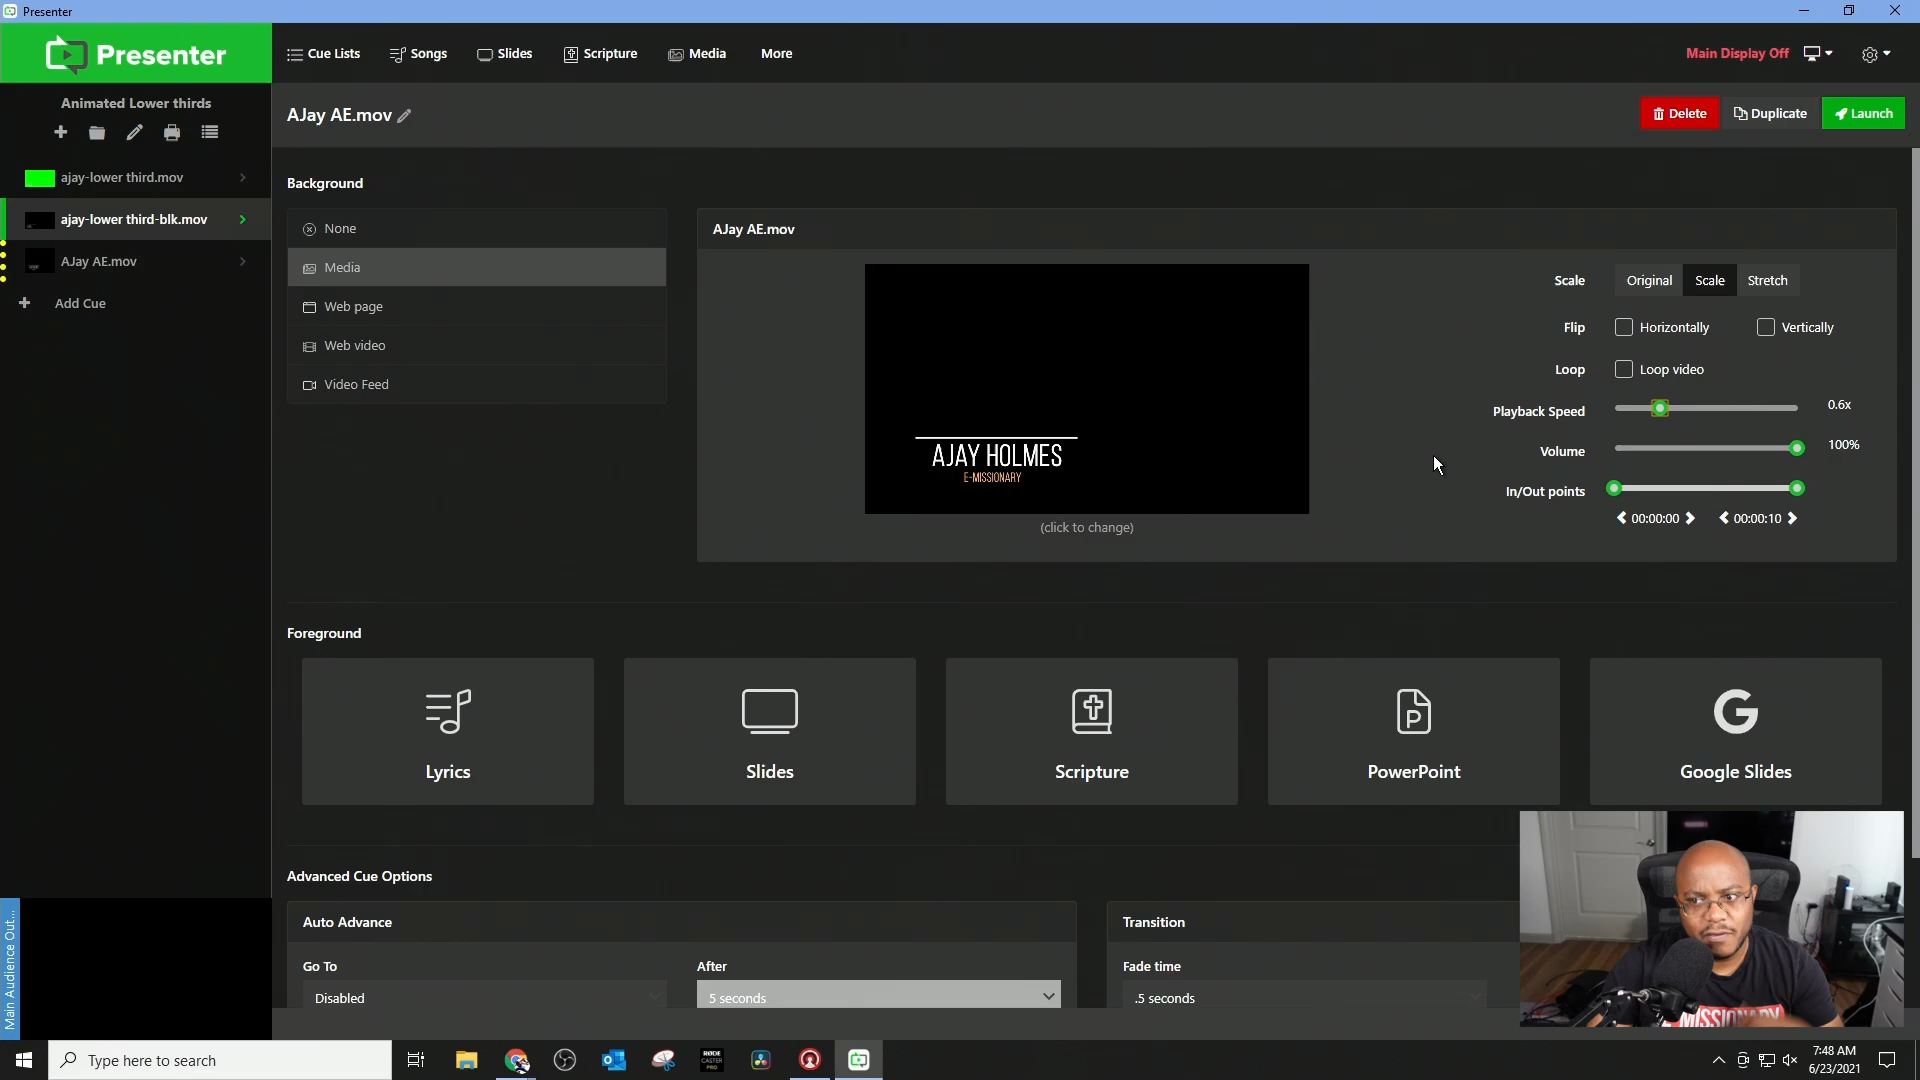 Presenter
Presenter
Cue Lists
Songs
Slides
Scripture
Media
More
Main Display Off
Animated Lower thirds
AJay AE.mov
Delete
Duplicate
Launch
ajay-lower third.mov
ajay-lower third-blk.mov
AJay AE.mov
Add Cue
Background
None
Media
Web page
Web video
Video Feed
AJay AE.mov
AJAY HOLMES
E-MISSIONARY
(click to change)
Scale
Original
Scale
Stretch
Flip
Horizontally
Vertically
Loop
Loop video
Playback Speed
0.6x
Volume
100%
In/Out points
00:00:00
00:00:10
Foreground
Lyrics
Slides
Scripture
P
PowerPoint
G
Google Slides
Advanced Cue Options
Auto Advance
Go To
Disabled
After
5 seconds
Transition
Fade time
.5 seconds
Main Audience Out...
Type here to search
RØDE
CASTER
PRO
7:48 AM
6/23/2021